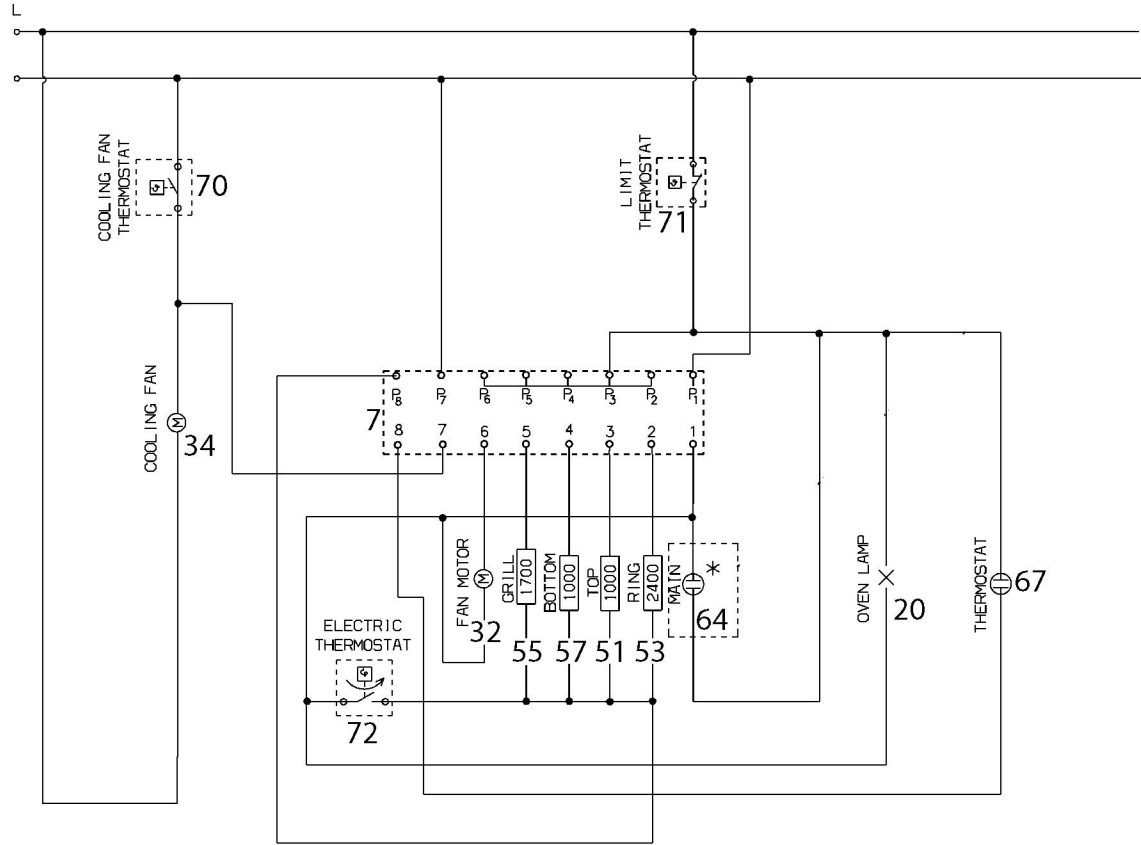 L
COOLING FAN
THERMOSTAT
70
LIMIT
THERMOSTAT
71
COOLING FAN
M
34
7
P8 P7 P6 P5 P4 P3 P2 P1
8 7 6 5 4 3 2 1
FAN MOTOR
M
32
GRILL
1700
55
BOTTOM
1000
57
TOP
1000
51
RING
2400
53
MAIN
*
64
OVEN LAMP
20
THERMOSTAT
67
ELECTRIC
THERMOSTAT
72